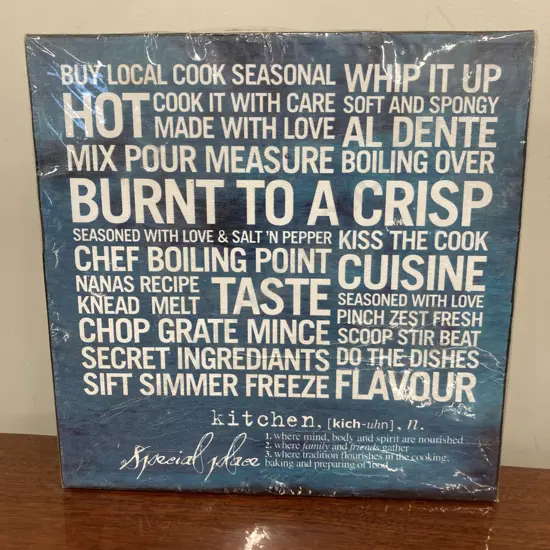 BUY LOCAL COOK SEASONAL WHIP IT UP
HOT COOK IT WITH CARE SOFT AND SPONGY
MADE WITH LOVE AL DENTE
MIX POUR MEASURE BOILING OVER
BURNT TO A CRISP
SEASONED WITH LOVE & SALT 'N PEPPER KISS THE COOK
CHEF BOILING POINT CUISINE
NANAS RECIPE TASTE SEASONED WITH LOVE
KNEAD MELT PINCH ZEST FRESH
CHOP GRATE MINCE SCOOP STIR BEAT
SECRET INGREDIANTS DO THE DISHES
SIFT SIMMER FREEZE FLAVOUR
kitchen, [kich-uhn], n.
1. where mind, body and spirit are nourished
2. where family and friends gather
3. where tradition flourishes in the cooking,
baking and preparing of food
Special place